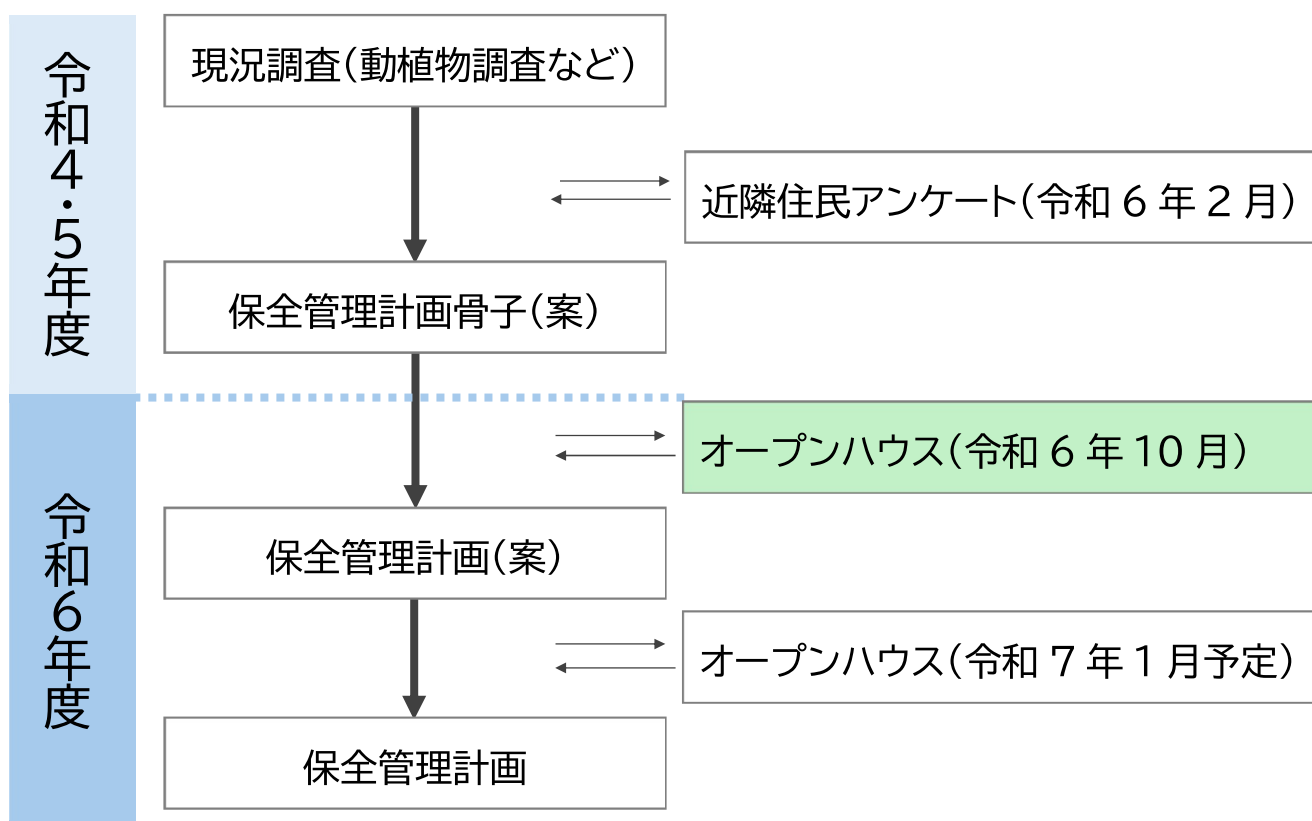 令和４・５年度
現況調査（動植物調査など）
近隣住民アンケート（令和６年２月）
保全管理計画骨子（案）
令和６年度
オープンハウス（令和６年10月）
保全管理計画（案）
オープンハウス（令和７年１月予定）
保全管理計画